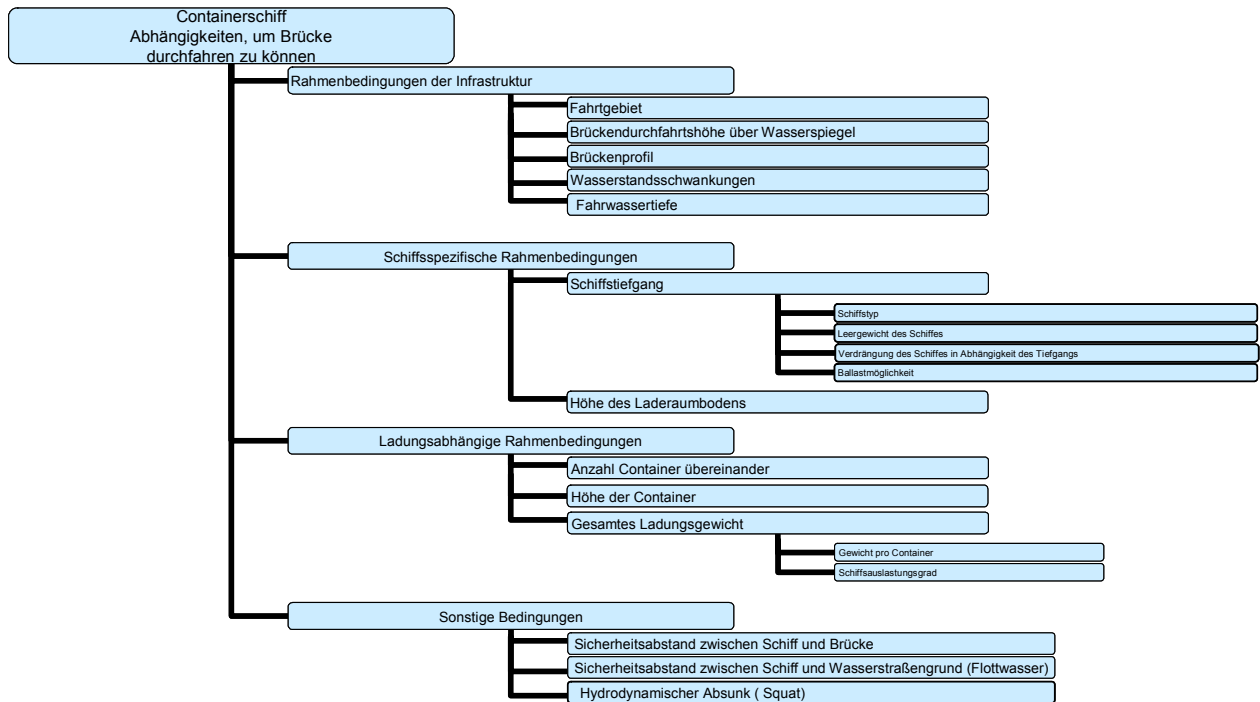 Containerschiff
Abhängigkeiten, um Brücke
durchfahren zu können
Rahmenbedingungen der Infrastruktur
Fahrtgebiet
Brückendurchfahrtshöhe über Wasserspiegel
Brückenprofil
Wasserstandsschwankungen
Fahrwassertiefe
Schiffsspezifische Rahmenbedingungen
Schiffstiefgang
Schiffstyp
Leergewicht des Schiffes
Verdrängung des Schiffes in Abhängigkeit des Tiefgangs
Ballastmöglichkeit
Höhe des Laderaumbodens
Ladungsabhängige Rahmenbedingungen
Anzahl Container übereinander
Höhe der Container
Gesamtes Ladungsgewicht
Gewicht pro Container
Schiffsauslastungsgrad
Sonstige Bedingungen
Sicherheitsabstand zwischen Schiff und Brücke
Sicherheitsabstand zwischen Schiff und Wasserstraßengrund (Flottwasser)
Hydrodynamischer Absunk ( Squat)